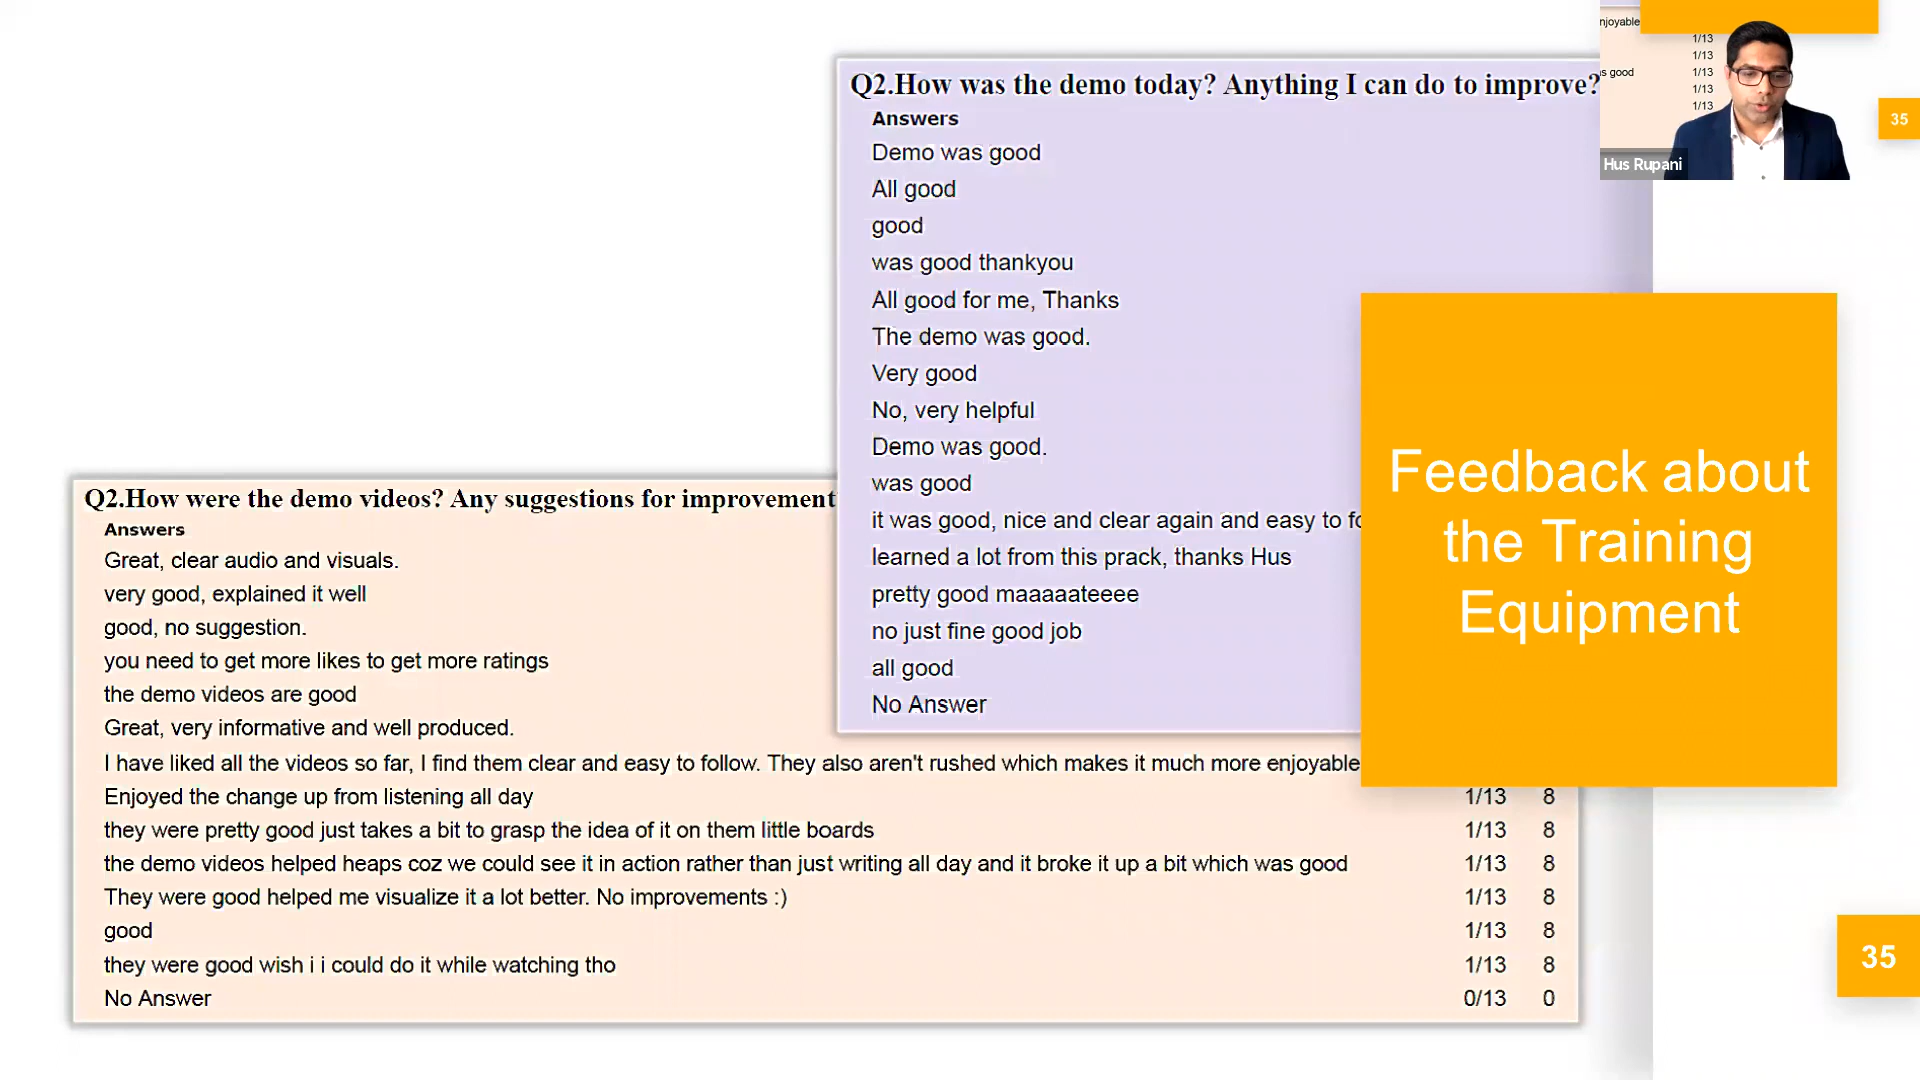 Q2.How was the demo today? Anything I can do to improve?
Answers
Demo was good
All good
good
was good thankyou
All good for me, Thanks
The demo was good.
Very good
No, very helpful
Demo was good.
was good
it was good, nice and clear again and easy to
learned a lot from this prack, thanks Hus
pretty good maaaaateeee
no just fine good job
all good
No Answer
Q2.How were the demo videos? Any suggestions for improvement
Answers
Great, clear audio and visuals.
very good, explained it well
good, no suggestion.
you need to get more likes to get more ratings
the demo videos are good
Great, very informative and well produced.
I have liked all the videos so far, I find them clear and easy to follow. They also aren't rushed which makes it much more enjoyable
Enjoyed the change up from listening all day 1/13 8
they were pretty good just takes a bit to grasp the idea of it on them little boards 1/13 8
the demo videos helped heaps coz we could see it in action rather than just writing all day and it broke it up a bit which was good 1/13 8
They were good helped me visualize it a lot better. No improvements :) 1/13 8
good 1/13 8
they were good wish i i could do it while watching tho 1/13 8
No Answer 0/13 0
Feedback about
the Training
Equipment
35
njoyable
1/13
1/13
s good 1/13
1/13
1/13
Hus Rupani
35